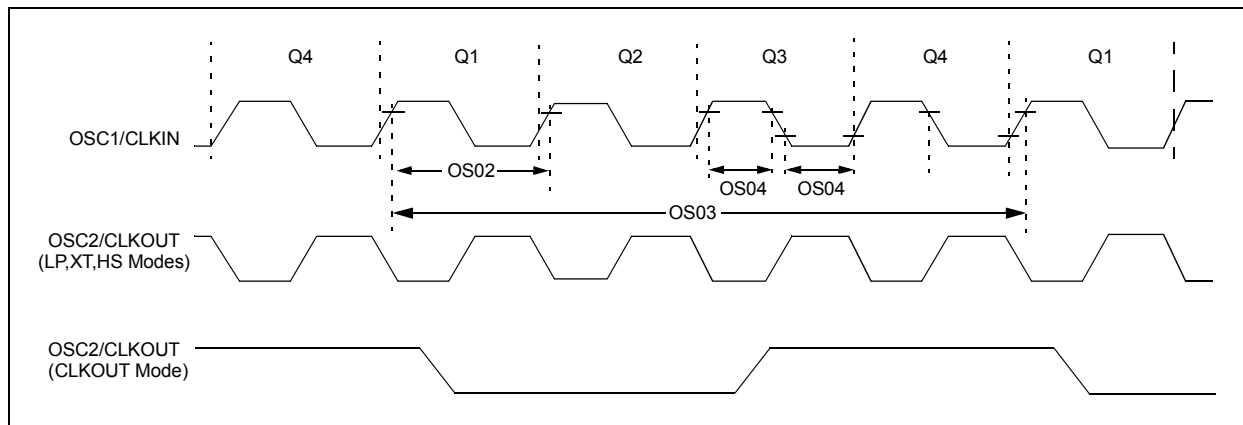 Q4 Q1 Q2 Q3 Q4 Q1
OSC1/CLKIN
OS02
OS04 OS04
OS03
OSC2/CLKOUT
(LP,XT,HS Modes)
OSC2/CLKOUT
(CLKOUT Mode)